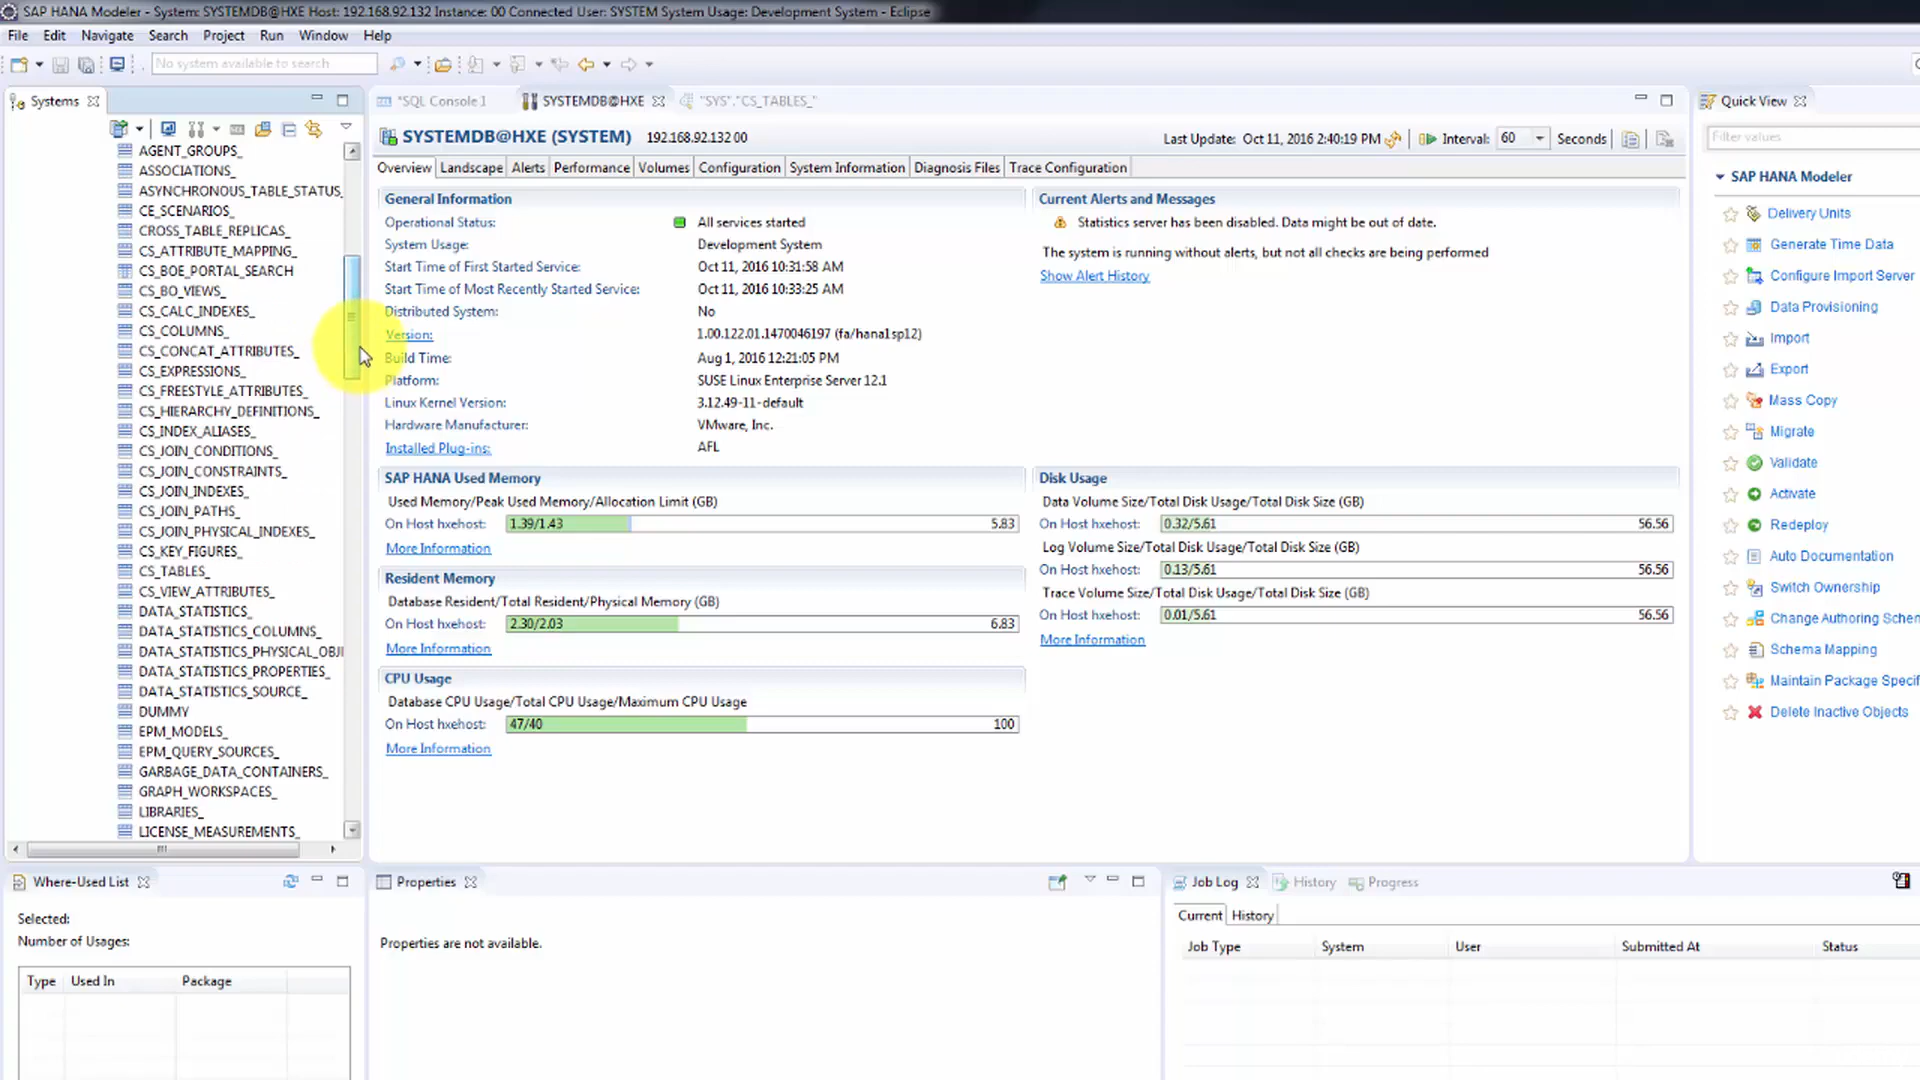 SAP HANA Modeler - System: SYSTEMDB@HXE Host: 192.168.92.132 Instance: 00 Connected User: SYSTEM System Usage: Development System - Eclipse
File Edit Navigate Search Project Run Window Help
No system available to search
Systems
AGENT_GROUPS_
ASSOCIATIONS_
ASYNCHRONOUS_TABLE_STATUS_
CE_SCENARIOS_
CROSS_TABLE_REPLICAS_
CS_ATTRIBUTE_MAPPING_
CS_BOE_PORTAL_SEARCH
CS_BO_VIEWS_
CS_CALC_INDEXES_
CS_COLUMNS_
CS_CONCAT_ATTRIBUTES_
CS_EXPRESSIONS_
CS_FREESTYLE_ATTRIBUTES_
CS_HIERARCHY_DEFINITIONS_
CS_INDEX_ALIASES_
CS_JOIN_CONDITIONS_
CS_JOIN_CONSTRAINTS_
CS_JOIN_INDEXES_
CS_JOIN_PATHS_
CS_JOIN_PHYSICAL_INDEXES_
CS_KEY_FIGURES_
CS_TABLES_
CS_VIEW_ATTRIBUTES_
DATA_STATISTICS_
DATA_STATISTICS_COLUMNS_
DATA_STATISTICS_PHYSICAL_OBJ
DATA_STATISTICS_PROPERTIES_
DATA_STATISTICS_SOURCE_
DUMMY
EPM_MODELS_
EPM_QUERY_SOURCES_
GARBAGE_DATA_CONTAINERS_
GRAPH_WORKSPACES_
LIBRARIES_
LICENSE_MEASUREMENTS_
*SQL Console 1 SYSTEMDB@HXE "SYS"."CS_TABLES_"
SYSTEMDB@HXE (SYSTEM) 192.168.92.132 00
Last Update: Oct 11, 2016 2:40:19 PM Interval: 60 Seconds
Overview Landscape Alerts Performance Volumes Configuration System Information Diagnosis Files Trace Configuration
General Information
Operational Status: All services started
System Usage: Development System
Start Time of First Started Service: Oct 11, 2016 10:31:58 AM
Start Time of Most Recently Started Service: Oct 11, 2016 10:33:25 AM
Distributed System: No
Version: 1.00.122.01.1470046197 (fa/hana1sp12)
Build Time: Aug 1, 2016 12:21:05 PM
Platform: SUSE Linux Enterprise Server 12.1
Linux Kernel Version: 3.12.49-11-default
Hardware Manufacturer: VMware, Inc.
Installed Plug-ins: AFL
Current Alerts and Messages
Statistics server has been disabled. Data might be out of date.
The system is running without alerts, but not all checks are being performed
Show Alert History
SAP HANA Used Memory
Used Memory/Peak Used Memory/Allocation Limit (GB)
On Host hxehost: 1.39/1.43 5.83
More Information
Resident Memory
Database Resident/Total Resident/Physical Memory (GB)
On Host hxehost: 2.30/2.03 6.83
More Information
CPU Usage
Database CPU Usage/Total CPU Usage/Maximum CPU Usage
On Host hxehost: 47/40 100
More Information
Disk Usage
Data Volume Size/Total Disk Usage/Total Disk Size (GB)
On Host hxehost: 0.32/5.61 56.56
Log Volume Size/Total Disk Usage/Total Disk Size (GB)
On Host hxehost: 0.13/5.61 56.56
Trace Volume Size/Total Disk Usage/Total Disk Size (GB)
On Host hxehost: 0.01/5.61 56.56
More Information
Quick View
Filter values
SAP HANA Modeler
Delivery Units
Generate Time Data
Configure Import Server
Data Provisioning
Import
Export
Mass Copy
Migrate
Validate
Activate
Redeploy
Auto Documentation
Switch Ownership
Change Authoring Schem
Schema Mapping
Maintain Package Specif
Delete Inactive Objects
Where-Used List
Selected:
Number of Usages:
Type Used In Package
Properties
Properties are not available.
Job Log History Progress
Current History
Job Type System User Submitted At Status